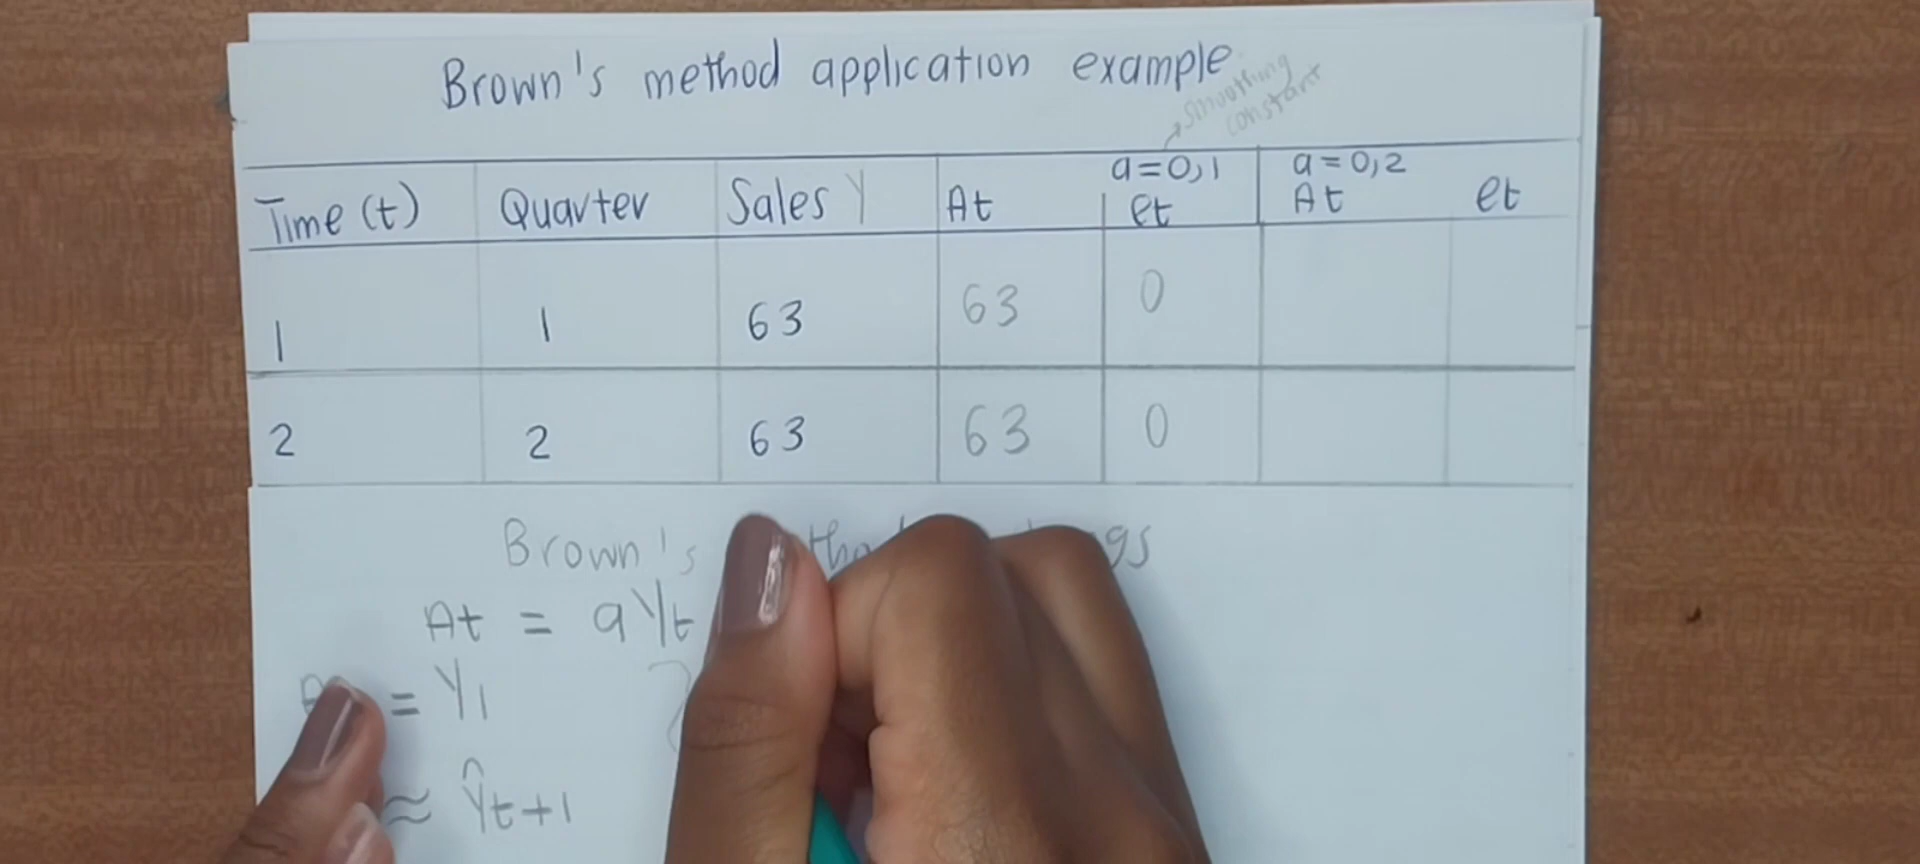 Brown's method application example
smoothing
constant
a=0,1 a=0,2
Time (t) Quarter Sales Y At et At et
1 1 63 63 0
2 2 63 63 0
Brown's
At = aYt
= Y1
≈ Ŷt+1